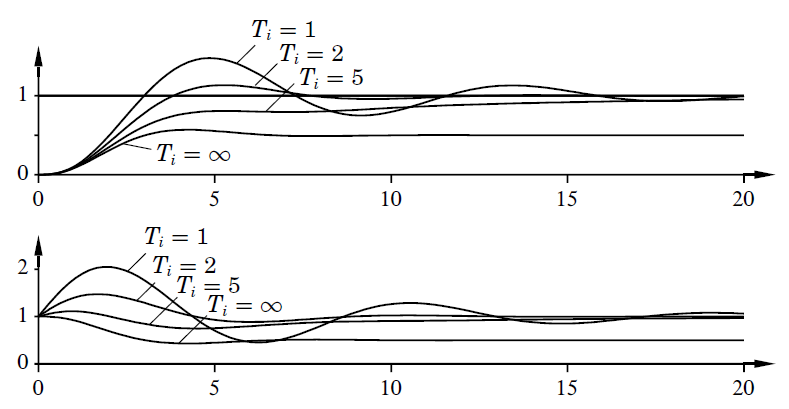 T_i = 1
T_i = 2
T_i = 5
1
T_i = ∞
0
0 5 10 15 20
T_i = 1
2
T_i = 2
T_i = 5
T_i = ∞
1
0
0 5 10 15 20